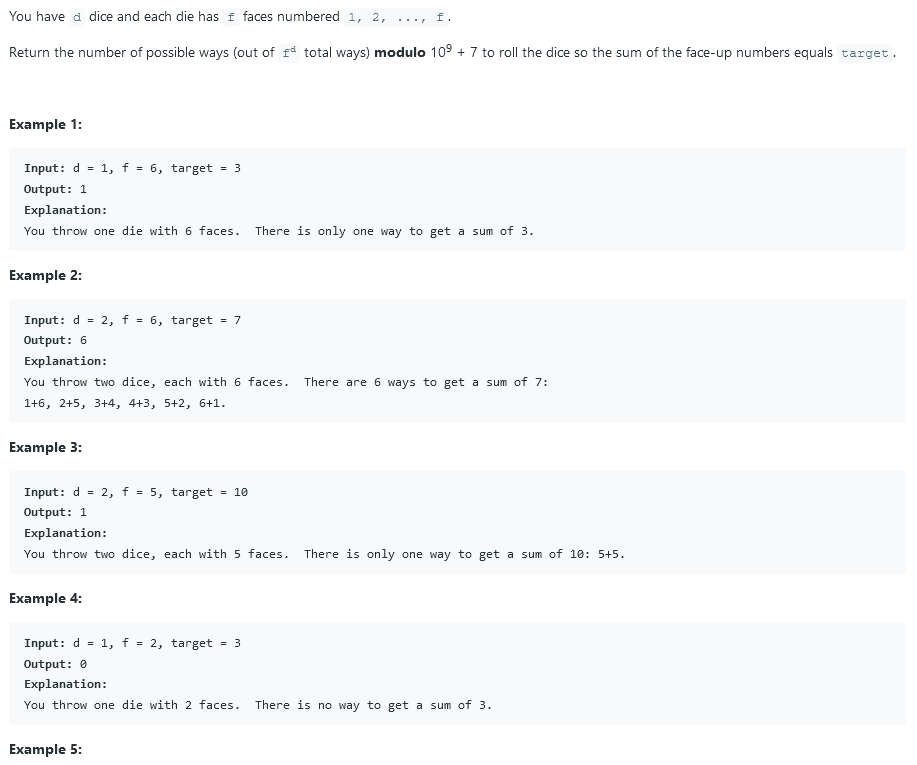 You have d dice and each die has f faces numbered 1, 2, ..., f.
Return the number of possible ways (out of fᵈ total ways) modulo 10⁹ + 7 to roll the dice so the sum of the face-up numbers equals target.
Example 1:
Input: d = 1, f = 6, target = 3
Output: 1
Explanation:
You throw one die with 6 faces.  There is only one way to get a sum of 3.
Example 2:
Input: d = 2, f = 6, target = 7
Output: 6
Explanation:
You throw two dice, each with 6 faces.  There are 6 ways to get a sum of 7:
1+6, 2+5, 3+4, 4+3, 5+2, 6+1.
Example 3:
Input: d = 2, f = 5, target = 10
Output: 1
Explanation:
You throw two dice, each with 5 faces.  There is only one way to get a sum of 10: 5+5.
Example 4:
Input: d = 1, f = 2, target = 3
Output: 0
Explanation:
You throw one die with 2 faces.  There is no way to get a sum of 3.
Example 5: